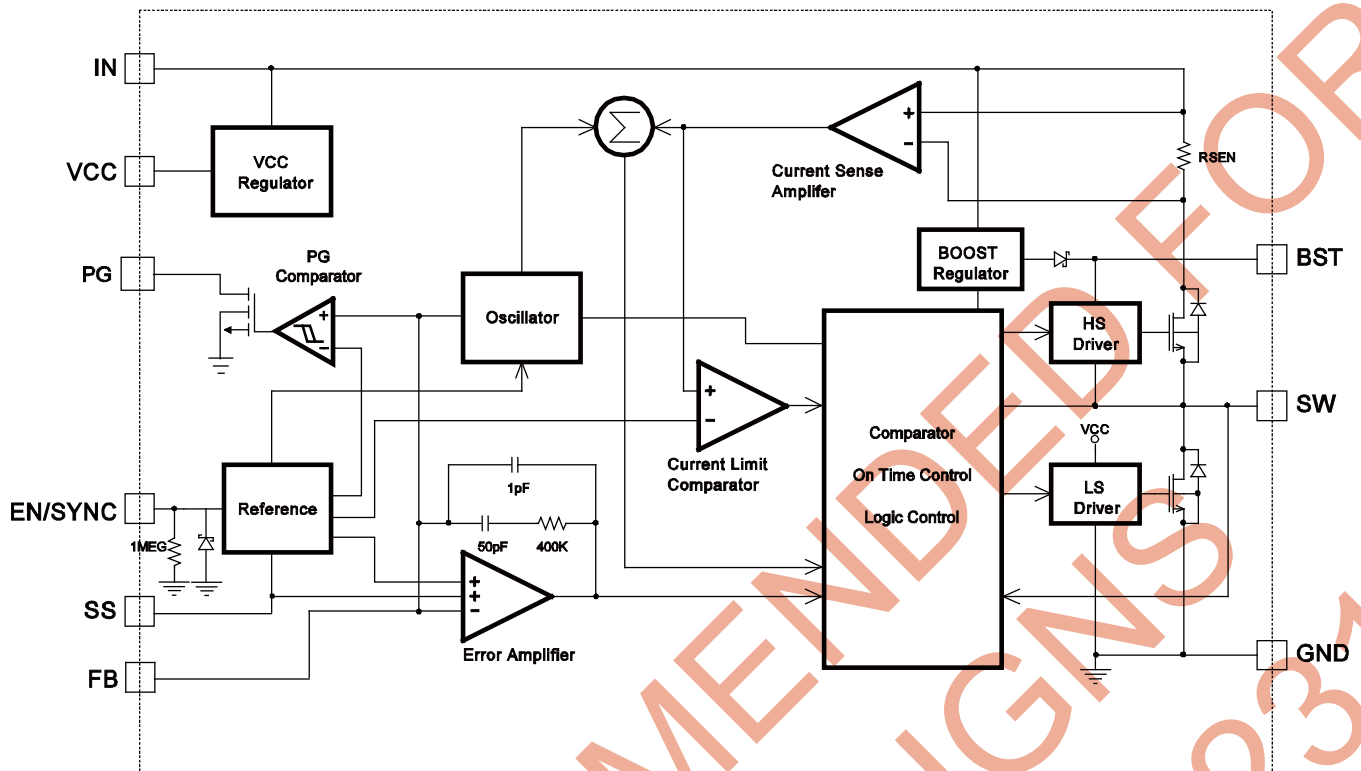 IN
VCC
VCC
Regulator
PG
PG
Comparator
Oscillator
Σ
+
-
Current Sense
Amplifer
RSEN
BOOST
Regulator
BST
HS
Driver
SW
VCC
LS
Driver
GND
+
-
+
-
Current Limit
Comparator
Comparator
On Time Control
Logic Control
EN/SYNC
1MEG
Reference
1pF
50pF
400K
+
+
-
Error Amplifier
SS
FB
MENDED FOR
IGNS
231